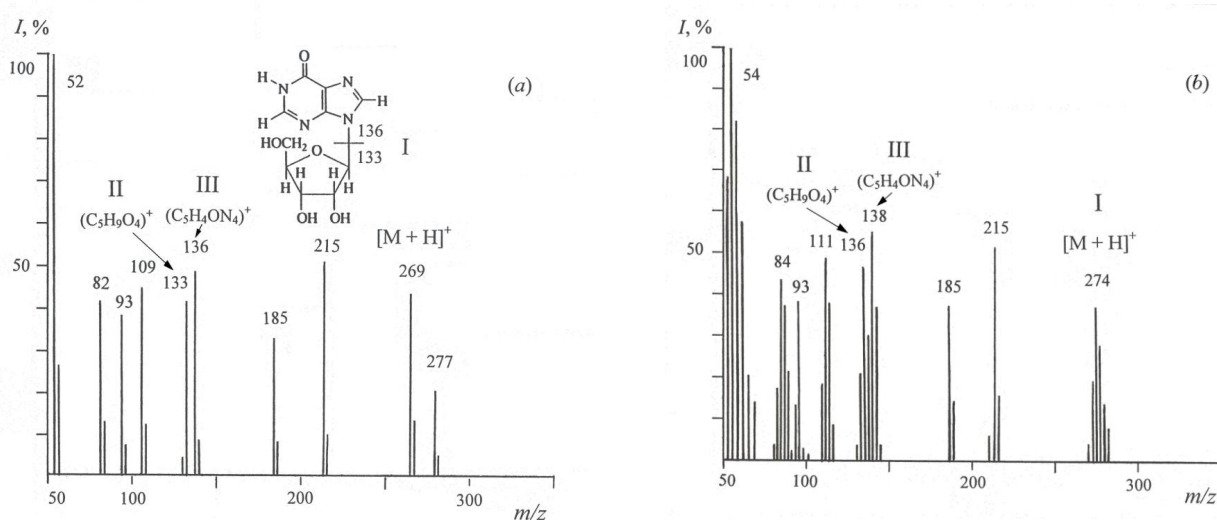 I, %
100
50
52
82
93
109
133
136
185
215
269
277
II
(C₅H₉O₄)⁺
III
(C₅H₄ON₄)⁺
[M + H]⁺
(a)
O
H
N
N
H
H
N
N
136
133
I
HOCH₂
O
H
H
H
H
OH
OH
50
100
200
300
m/z
I, %
100
50
54
84
93
111
136
138
185
215
274
II
(C₅H₉O₄)⁺
III
(C₅H₄ON₄)⁺
I
[M + H]⁺
(b)
50
100
200
300
m/z